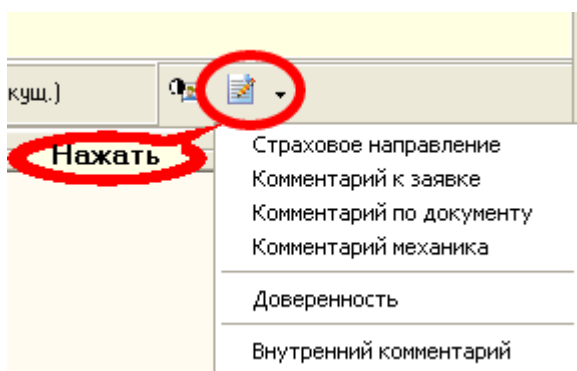 кущ.)
Нажать
Страховое направление
Комментарий к заявке
Комментарий по документу
Комментарий механика
Доверенность
Внутренний комментарий